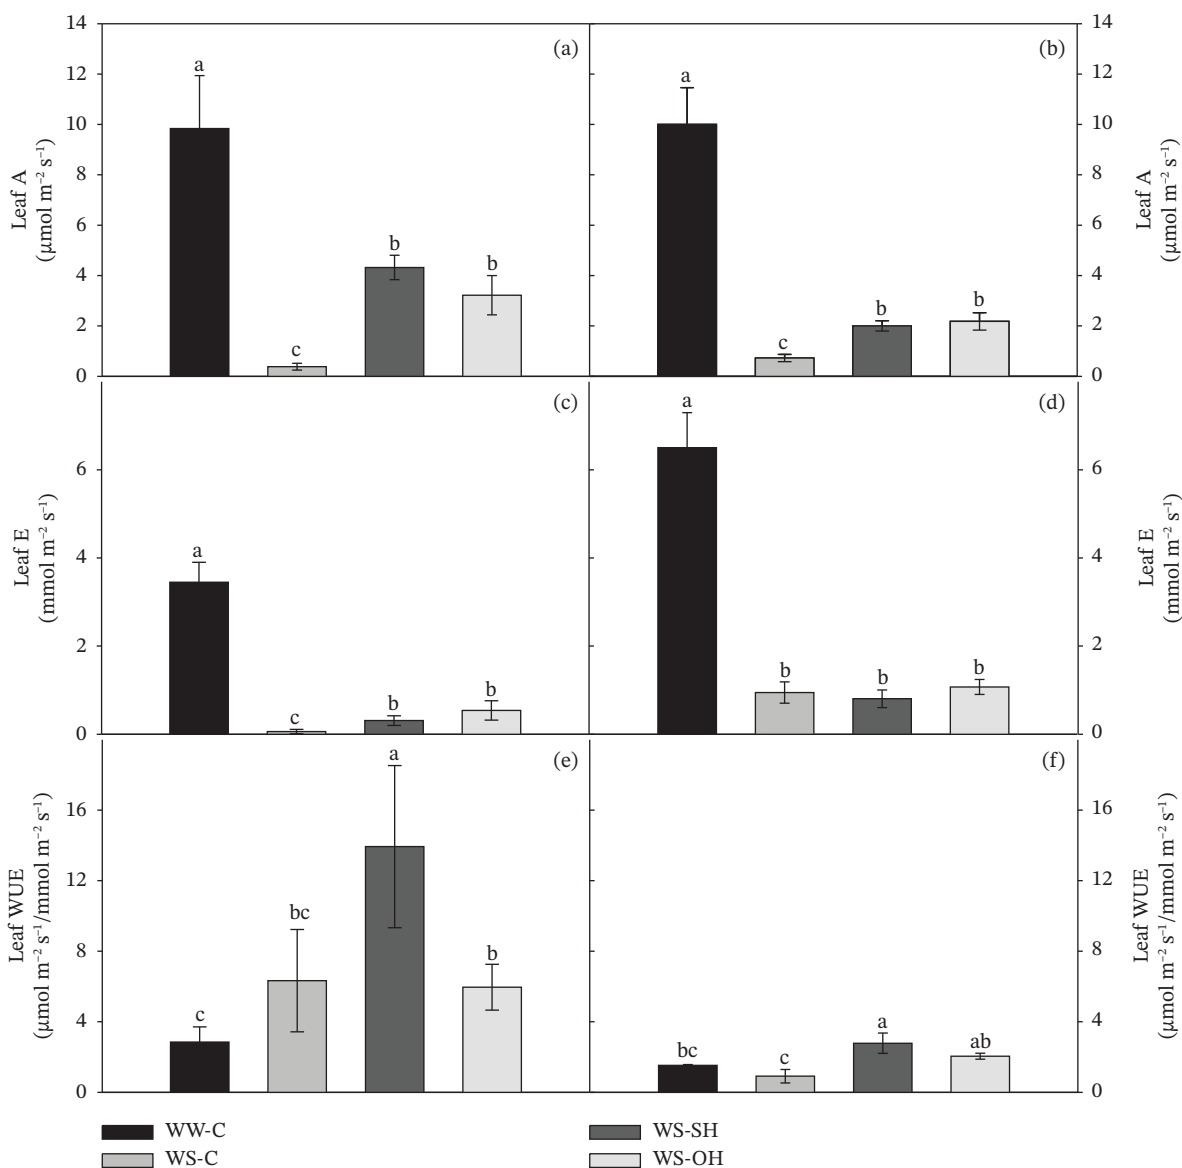 14
12
10
8
6
4
2
0
Leaf A
(μmol m⁻² s⁻¹)
a
c
b
b
(a)
a
c
b
b
(b)
14
12
10
8
6
4
2
0
Leaf A
(μmol m⁻² s⁻¹)
6
4
2
0
Leaf E
(mmol m⁻² s⁻¹)
a
c
b
b
(c)
a
b
b
b
(d)
6
4
2
0
Leaf E
(mmol m⁻² s⁻¹)
16
12
8
4
0
Leaf WUE
(μmol m⁻² s⁻¹/mmol m⁻² s⁻¹)
c
bc
a
b
(e)
bc
c
a
ab
(f)
16
12
8
4
0
Leaf WUE
(μmol m⁻² s⁻¹/mmol m⁻² s⁻¹)
WW-C
WS-C
WS-SH
WS-OH